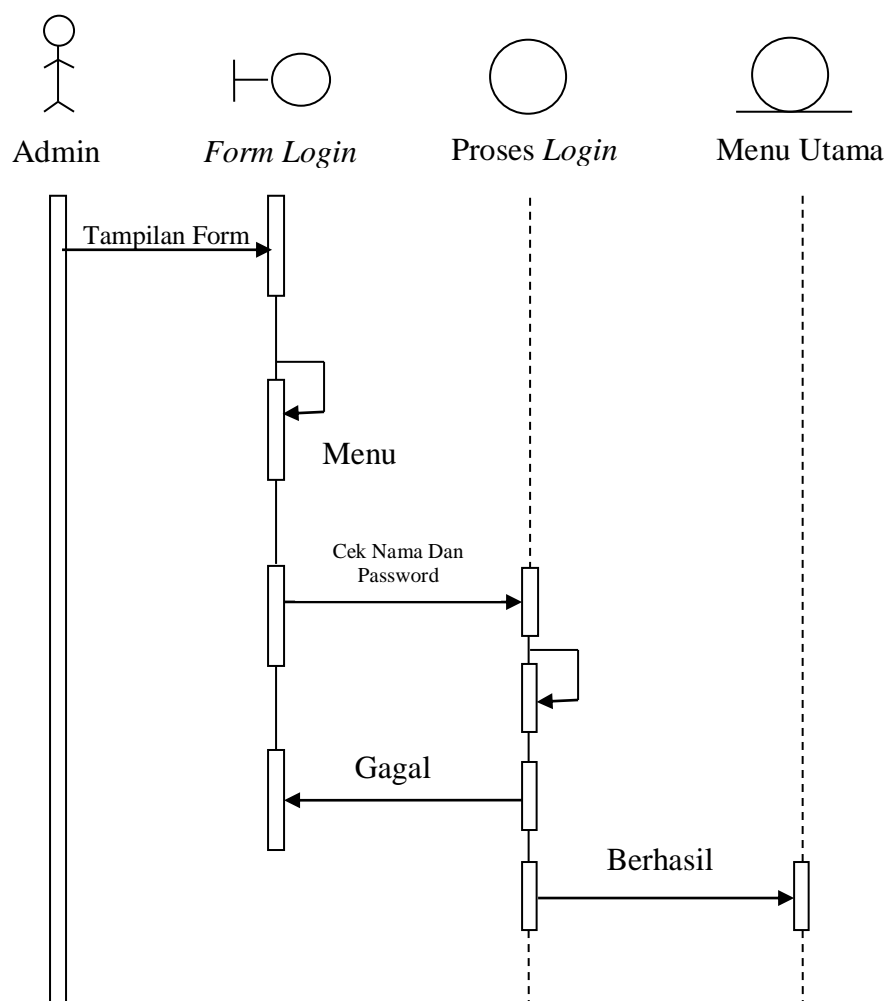 Admin
Form Login
Proses Login
Menu Utama
Tampilan Form
Menu
Cek Nama Dan
Password
Gagal
Berhasil